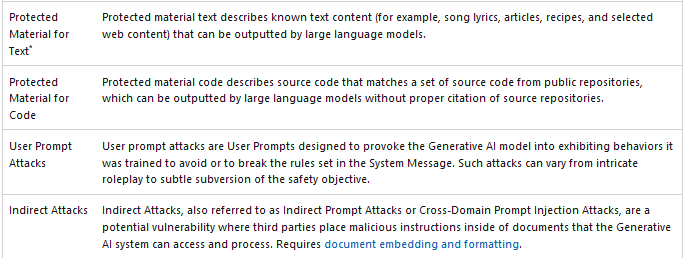 Protected Material for Text*
Protected material text describes known text content (for example, song lyrics, articles, recipes, and selected
web content) that can be outputted by large language models.
Protected Material for Code
Protected material code describes source code that matches a set of source code from public repositories,
which can be outputted by large language models without proper citation of source repositories.
User Prompt Attacks
User prompt attacks are User Prompts designed to provoke the Generative AI model into exhibiting behaviors it
was trained to avoid or to break the rules set in the System Message. Such attacks can vary from intricate
roleplay to subtle subversion of the safety objective.
Indirect Attacks
Indirect Attacks, also referred to as Indirect Prompt Attacks or Cross-Domain Prompt Injection Attacks, are a
potential vulnerability where third parties place malicious instructions inside of documents that the Generative
AI system can access and process. Requires document embedding and formatting.